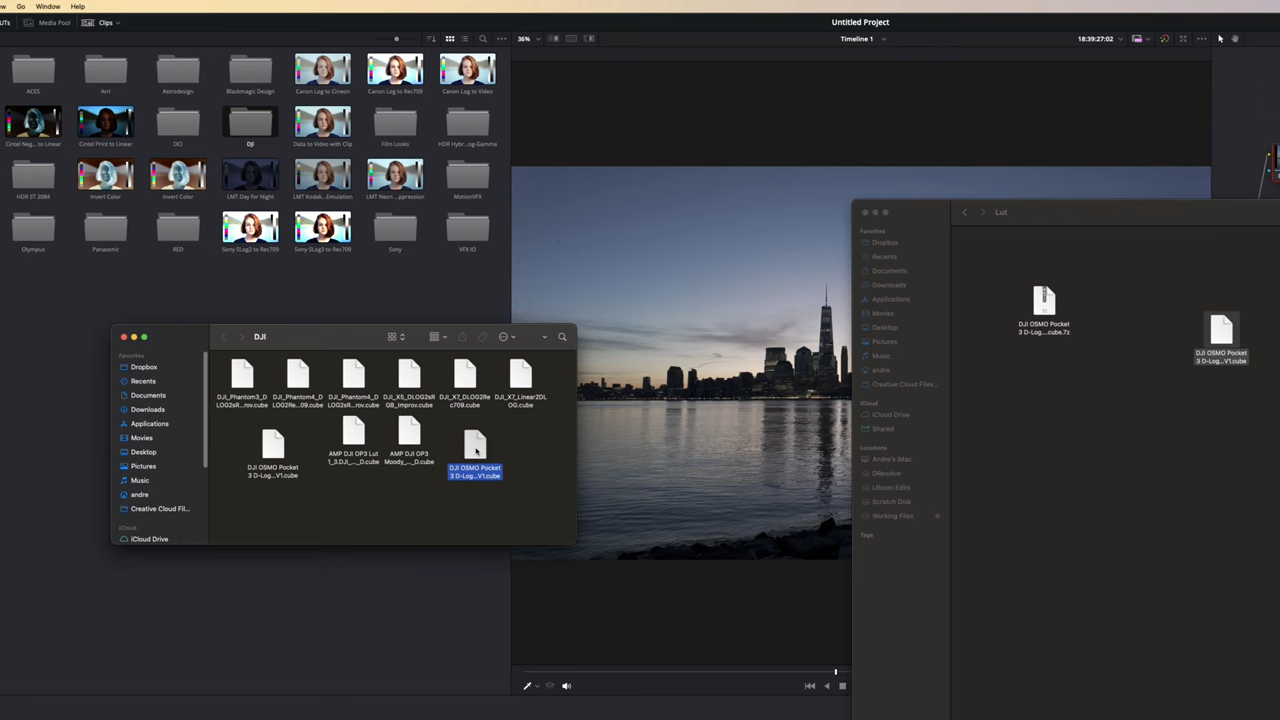 Go Window Help
UTs Media Pool Clips Untitled Project
36% Timeline 1 18:39:27:02
ACES Arri Astrodesign Blackmagic Design Canon Log to Cineon Canon Log to Rec709 Canon Log to Video
Cintel Neg... to Linear Cintel Print to Linear DCI DJI Data to Video with Clip Film Looks HDR Hybr...og-Gamma
HDR ST 2084 Invert Color Invert Color LMT Day for Night LMT Kodak...Emulation LMT Neon ...ppression MotionVFX
Olympus Panasonic RED Sony SLog2 to Rec709 Sony SLog3 to Rec709 Sony VFX IO
DJI
Favorites
Dropbox
Recents
Documents
Downloads
Applications
Movies
Desktop
Pictures
Music
andre
Creative Cloud Fil...
iCloud
iCloud Drive
DJI_Phantom3_D
LOG2sR...rov.cube
DJI_Phantom4_D
LOG2Re...09.cube
DJI_Phantom4_D
LOG2sR...rov.cube
DJI_X5_DLOG2sR
GB_Improv.cube
DJI_X7_DLOG2Re
c709.cube
DJI_X7_Linear2DL
OG.cube
DJI OSMO Pocket
3 D-Log...V1.cube
AMP DJI OP3 Lut
1_3.DJI_..._D.cube
AMP DJI OP3
Moody_..._D.cube
DJI OSMO Pocket
3 D-Log...V1.cube
Lut
Favorites
Dropbox
Recents
Documents
Downloads
Applications
Movies
Desktop
Pictures
Music
andre
Creative Cloud Files...
iCloud
iCloud Drive
Shared
Locations
Andre's iMac
DResolve
LRoom Edits
Scratch Disk
Working Files
Tags
DJI OSMO Pocket
3 D-Log....cube.7z
DJI OSMO Pocket
3 D-Log...V1.cube